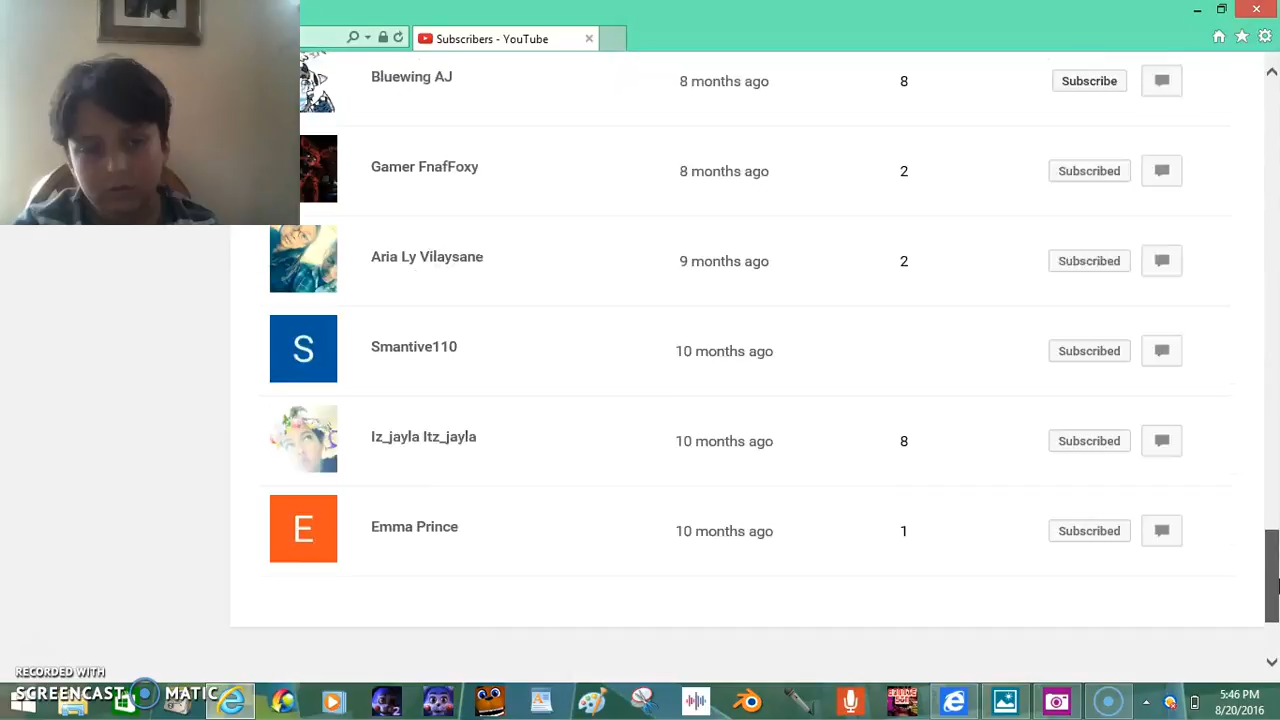 Subscribers - YouTube
Bluewing AJ 8 months ago 8 Subscribe
Gamer FnafFoxy 8 months ago 2 Subscribed
Aria Ly Vilaysane 9 months ago 2 Subscribed
S Smantive110 10 months ago Subscribed
Iz_jayla Itz_jayla 10 months ago 8 Subscribed
E Emma Prince 10 months ago 1 Subscribed
RECORDED WITH
SCREENCAST MATIC
5:46 PM
8/20/2016